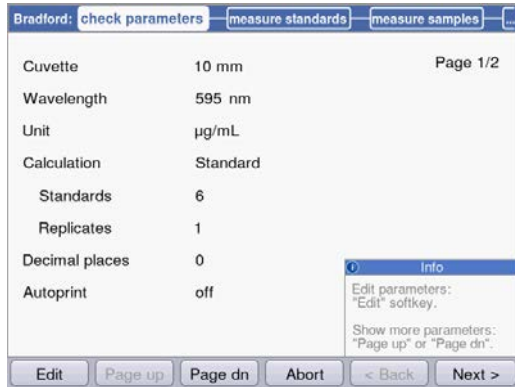 Bradford: check parameters measure standards measure samples ...
Cuvette 10 mm Page 1/2
Wavelength 595 nm
Unit µg/mL
Calculation Standard
Standards 6
Replicates 1
Decimal places 0
Autoprint off
Info
Edit parameters:
"Edit" softkey.
Show more parameters:
"Page up" or "Page dn".
Edit Page up Page dn Abort < Back Next >